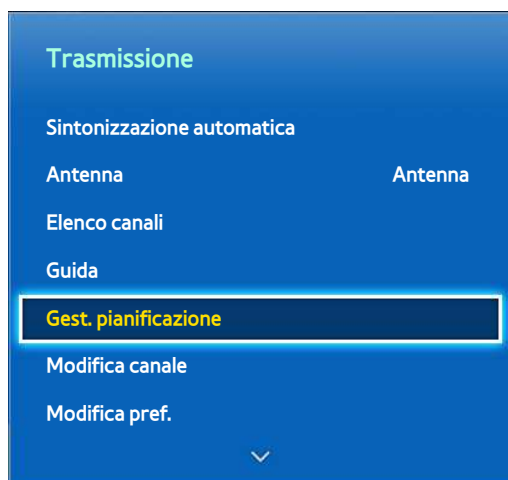 Trasmissione
Sintonizzazione automatica
Antenna Antenna
Elenco canali
Guida
Gest. pianificazione
Modifica canale
Modifica pref.